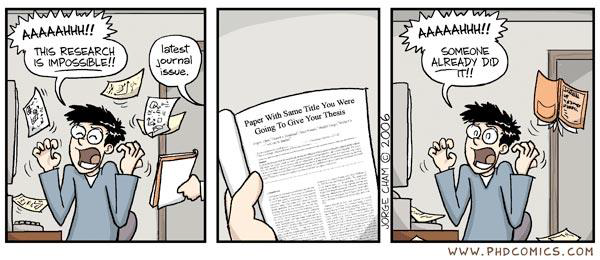 AAAAAHHH!!
THIS RESEARCH
IS IMPOSSIBLE!!
latest
journal
issue.
Paper With Same Title You Were
Going To Give Your Thesis
JORGE CHAM © 2006
AAAAAHHH!!
SOMEONE
ALREADY DID
IT!!
WWW.PHDCOMICS.COM